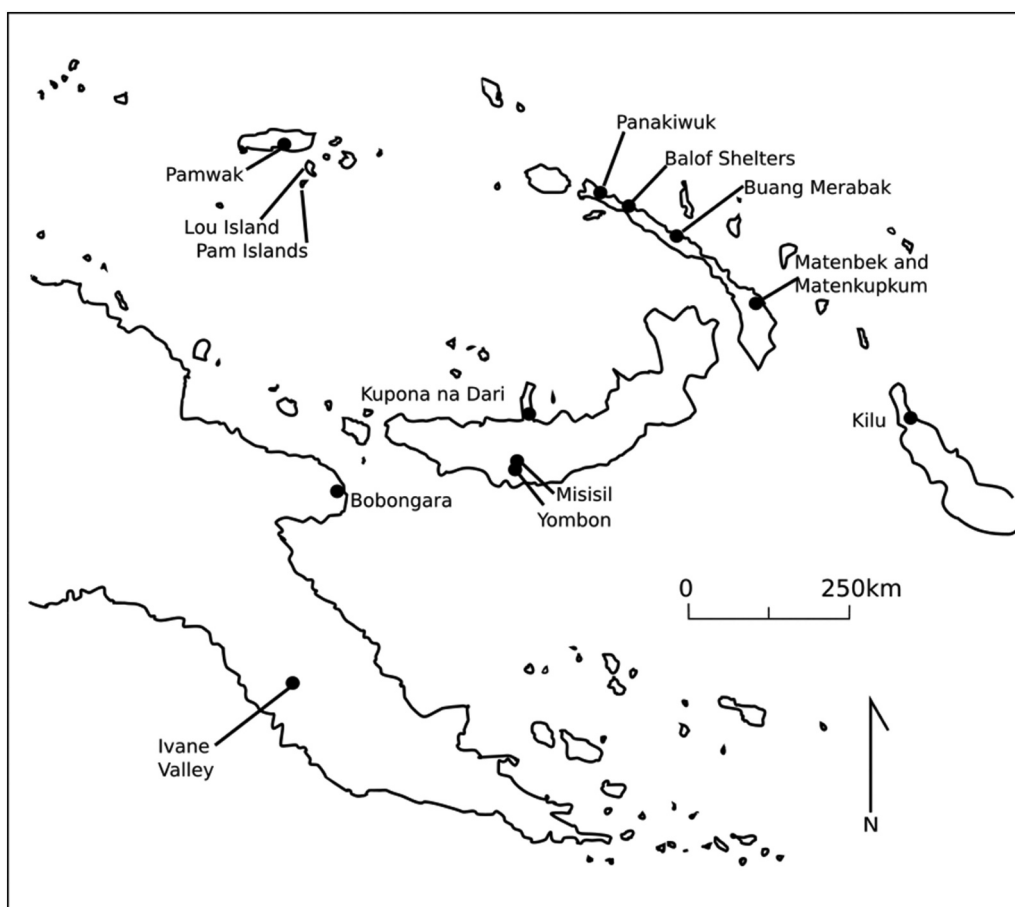 Panakiwuk
Balof Shelters
Pamwak
Buang Merabak
Lou Island
Pam Islands
Matenbek and
Matenkupkum
Kupona na Dari
Kilu
Misisil
Bobongara
Yombon
0 250km
Ivane
Valley
N